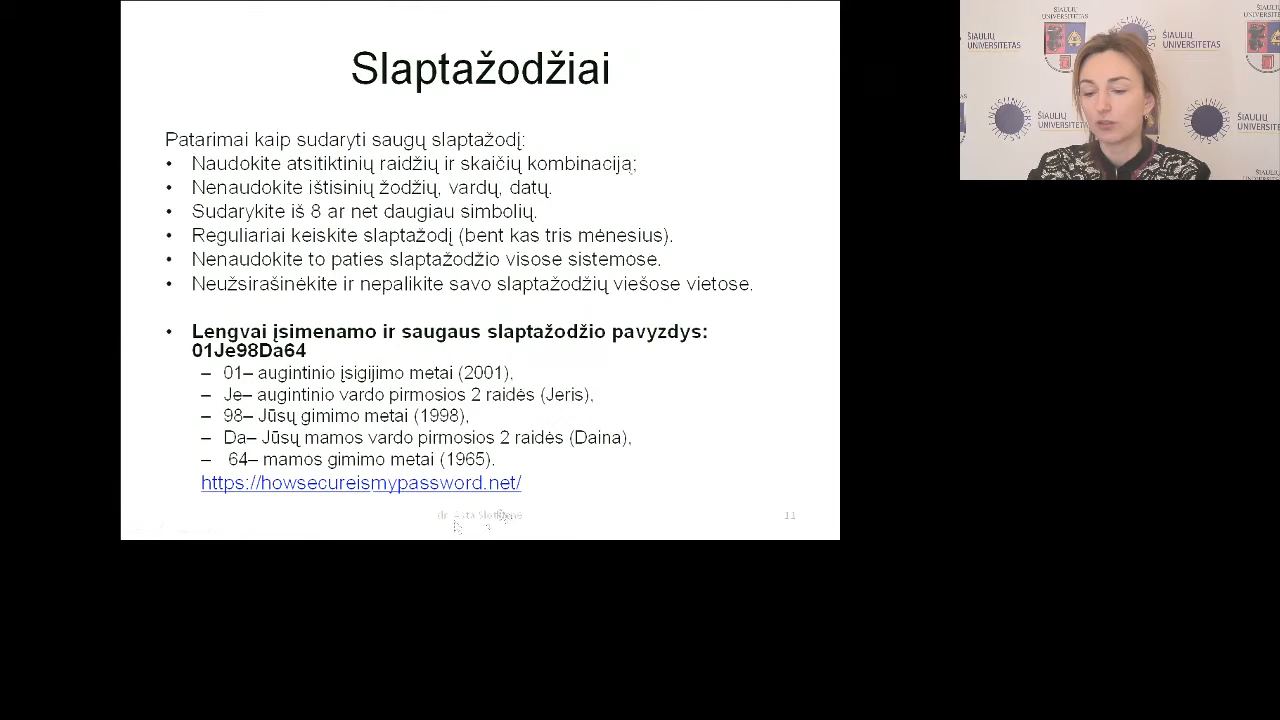 Slaptažodžiai
Patarimai kaip sudaryti saugų slaptažodį:
• Naudokite atsitiktinių raidžių ir skaičių kombinaciją;
• Nenaudokite ištisinių žodžių, vardų, datų.
• Sudarykite iš 8 ar net daugiau simbolių.
• Reguliariai keiskite slaptažodį (bent kas tris mėnesius).
• Nenaudokite to paties slaptažodžio visose sistemose.
• Neužsirašinėkite ir nepalikite savo slaptažodžių viešose vietose.
• Lengvai įsimenamo ir saugaus slaptažodžio pavyzdys:
01Je98Da64
– 01– augintinio įsigijimo metai (2001),
– Je– augintinio vardo pirmosios 2 raidės (Jeris),
– 98– Jūsų gimimo metai (1998),
– Da– Jūsų mamos vardo pirmosios 2 raidės (Daina),
– 64– mamos gimimo metai (1965).
https://howsecureismypassword.net/
dr. Asta
11
ŠIAULIŲ
UNIVERSITETAS
ŠIAULIŲ
UNIVERSITETAS
ŠIAULIŲ
UNIVERSITETAS
ŠIAULIŲ
UNIVERSITETAS
ŠIAULIŲ
UNIVERSITETAS